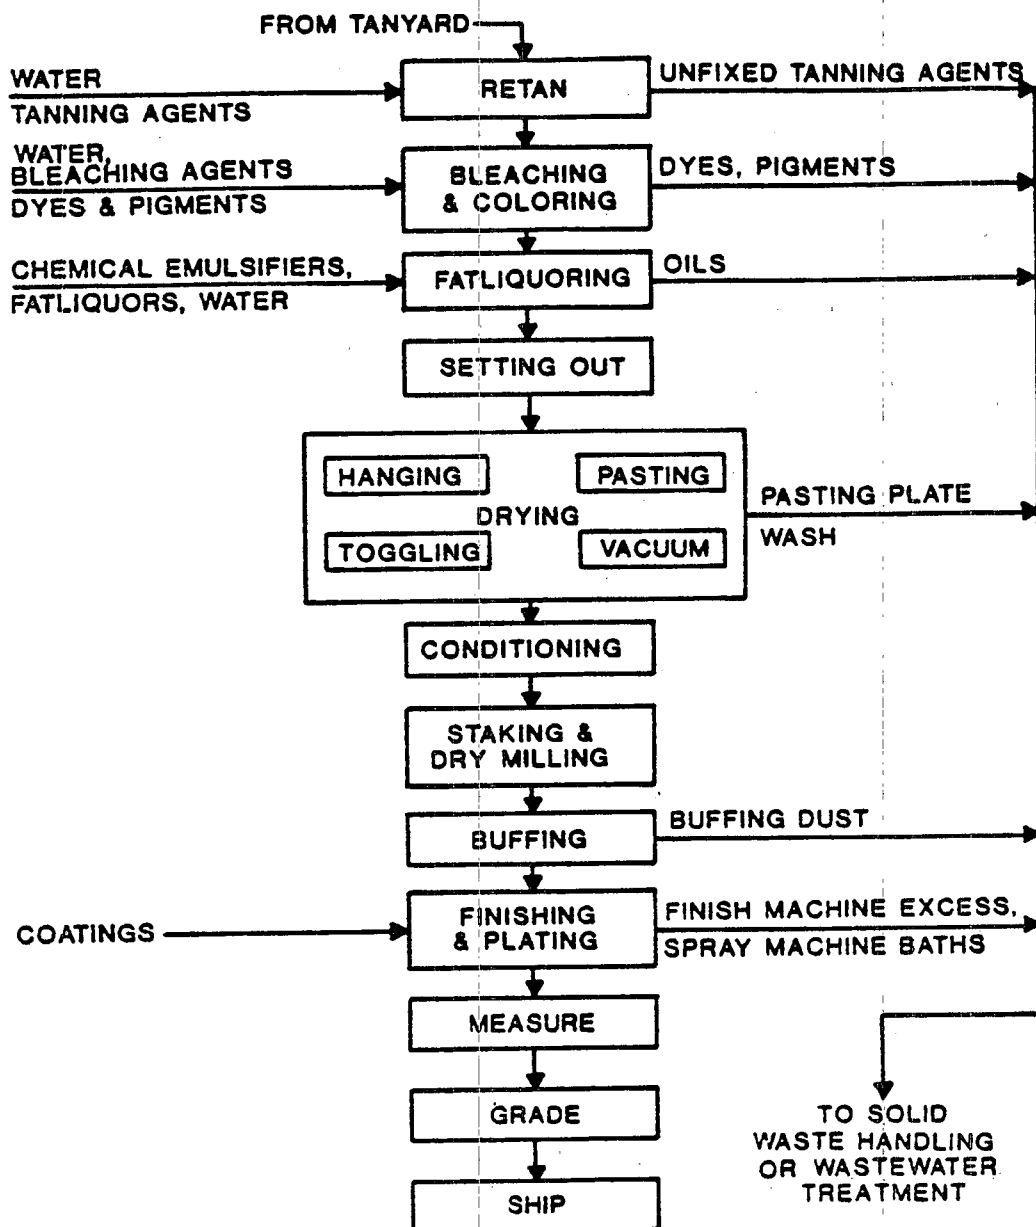 FROM TANYARD
WATER
TANNING AGENTS
RETAN
UNFIXED TANNING AGENTS
WATER,
BLEACHING AGENTS
DYES & PIGMENTS
BLEACHING
& COLORING
DYES, PIGMENTS
CHEMICAL EMULSIFIERS,
FATLIQUORS, WATER
FATLIQUORING
OILS
SETTING OUT
HANGING
PASTING
DRYING
TOGGLING
VACUUM
PASTING PLATE
WASH
CONDITIONING
STAKING &
DRY MILLING
BUFFING
BUFFING DUST
COATINGS
FINISHING
& PLATING
FINISH MACHINE EXCESS,
SPRAY MACHINE BATHS
MEASURE
GRADE
SHIP
TO SOLID
WASTE HANDLING
OR WASTEWATER
TREATMENT